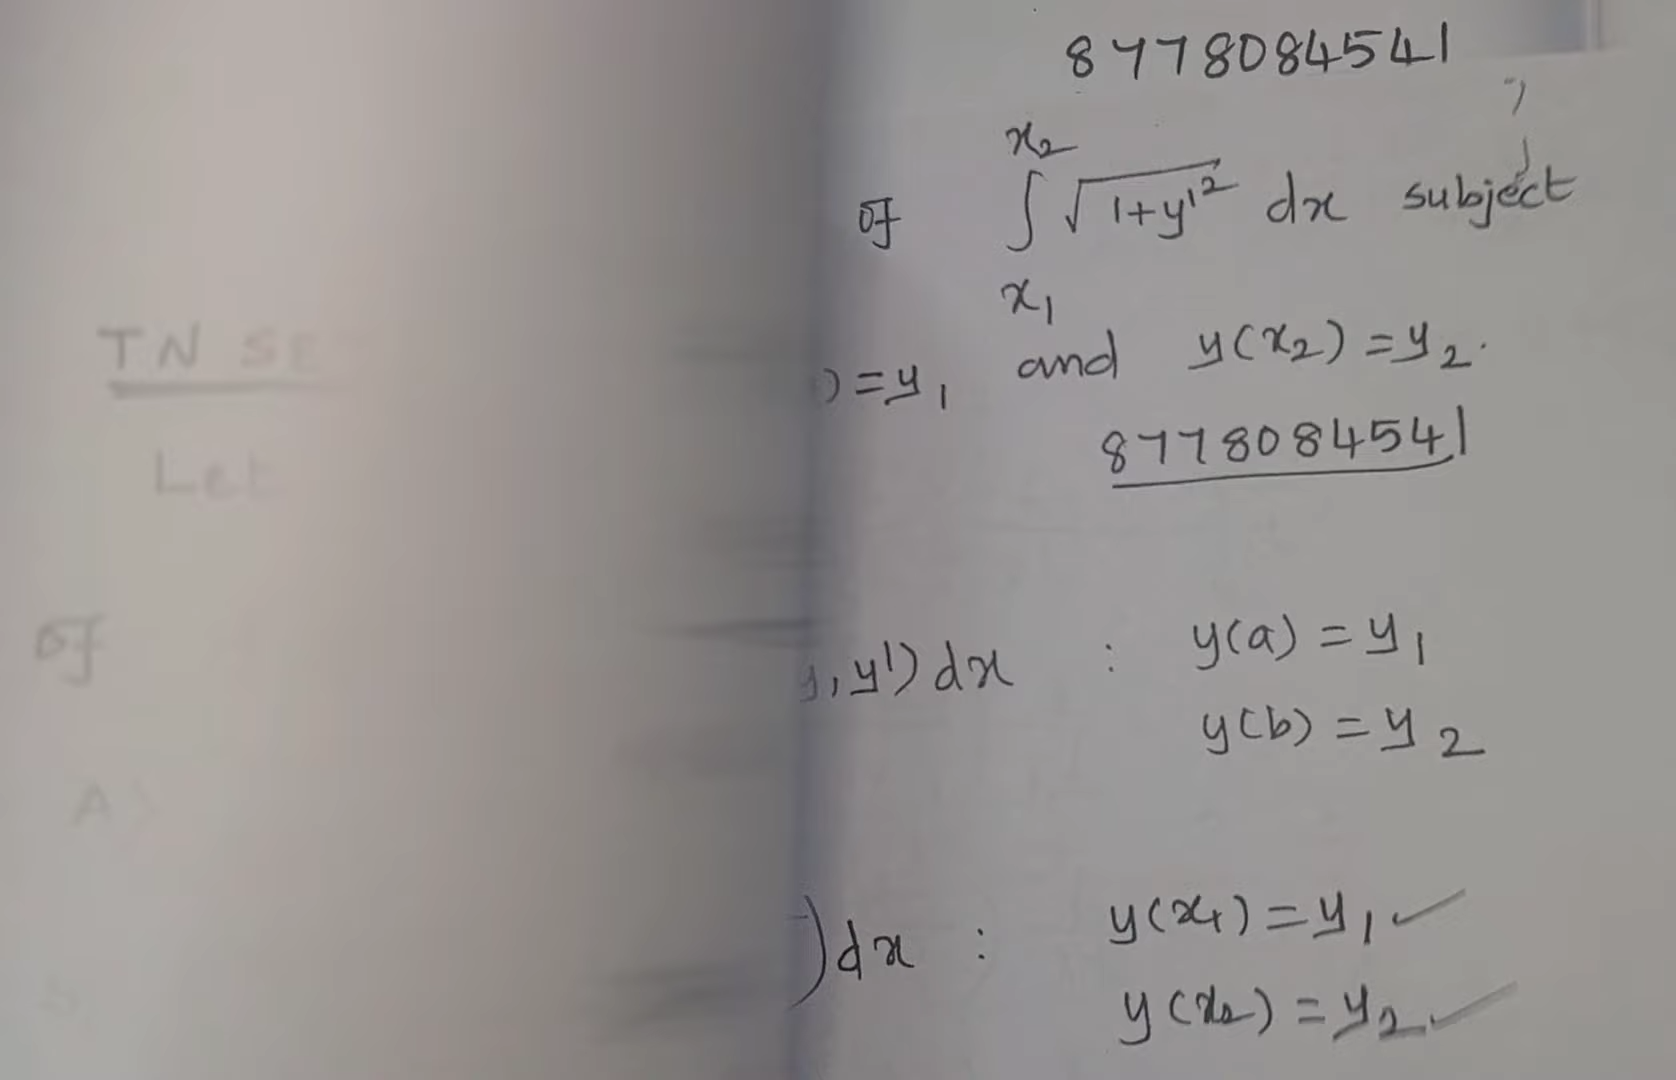 8778084541
x₂
of ∫ √1+y'² dx subject
x₁
)=y₁ and y(x₂)=y₂.
8778084541
TN SE
Let
of
, y') dx : y(a) = y₁
y(b) = y₂
)dx : y(x₁) = y₁ ✓
y(x₂) = y₂ ✓